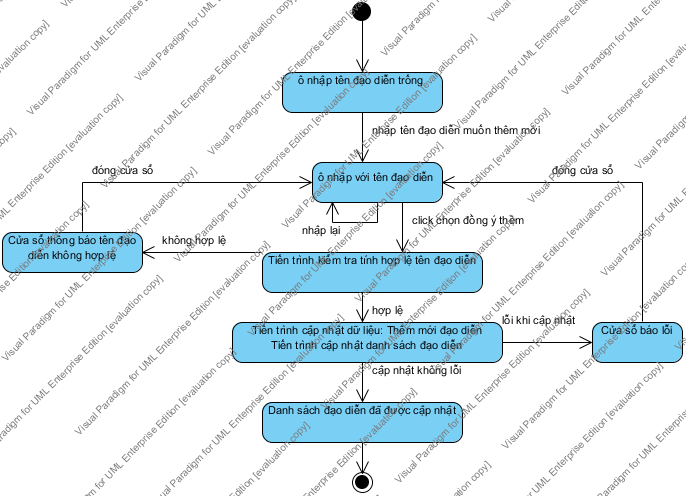 ô nhập tên đạo diễn trống
nhập tên đạo diễn muốn thêm mới
đóng cửa sổ
đóng cửa sổ
ô nhập với tên đạo diễn
nhập lại
click chọn đồng ý thêm
Cửa sổ thông báo tên đạo
diễn không hợp lệ
không hợp lệ
Tiến trình kiểm tra tính hợp lệ tên đạo diễn
hợp lệ
lỗi khi cập nhật
Tiến trình cập nhật dữ liệu: Thêm mới đạo diễn
Tiến trình cập nhật danh sách đạo diễn
Cửa sổ báo lỗi
cập nhật không lỗi
Danh sách đạo diễn đã được cập nhật
Visual Paradigm for UML Enterprise Edition [evaluation copy]